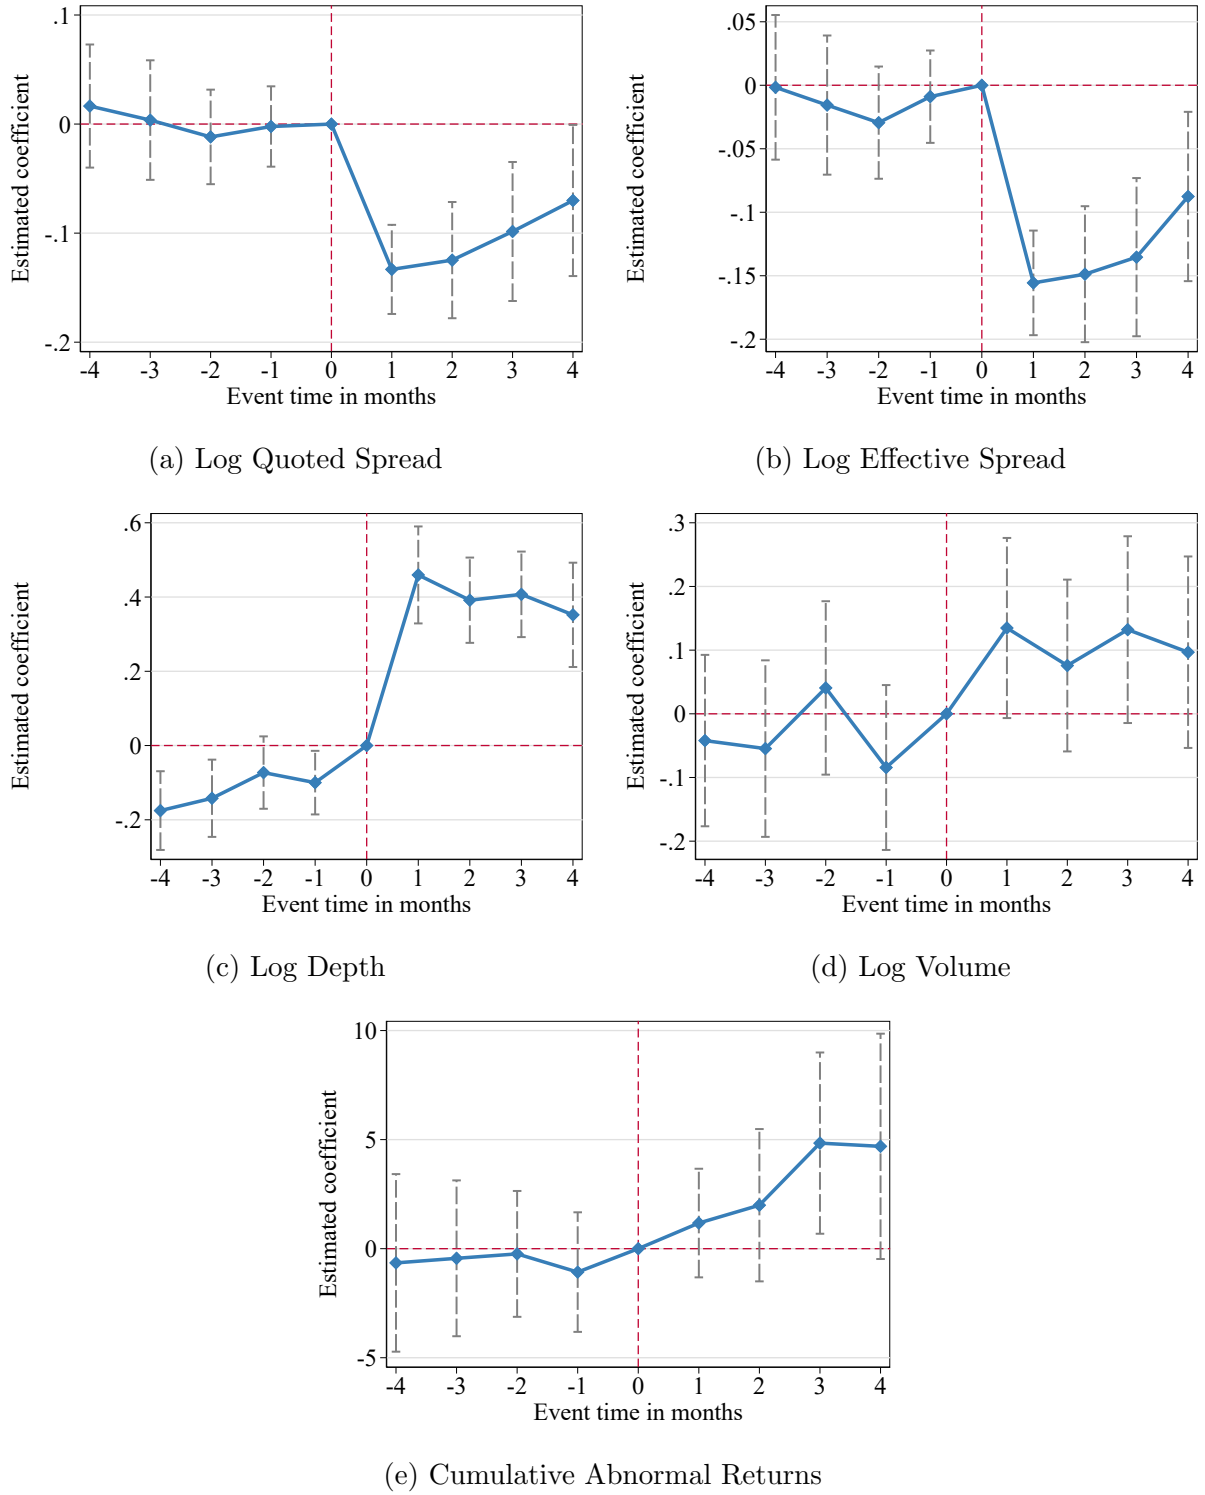 .1
0
-.1
-.2
Estimated coefficient
-4 -3 -2 -1 0 1 2 3 4
Event time in months
(a) Log Quoted Spread
.05
0
-.05
-.1
-.15
-.2
Estimated coefficient
-4 -3 -2 -1 0 1 2 3 4
Event time in months
(b) Log Effective Spread
.6
.4
.2
0
-.2
Estimated coefficient
-4 -3 -2 -1 0 1 2 3 4
Event time in months
(c) Log Depth
.3
.2
.1
0
-.1
-.2
Estimated coefficient
-4 -3 -2 -1 0 1 2 3 4
Event time in months
(d) Log Volume
10
5
0
-5
Estimated coefficient
-4 -3 -2 -1 0 1 2 3 4
Event time in months
(e) Cumulative Abnormal Returns